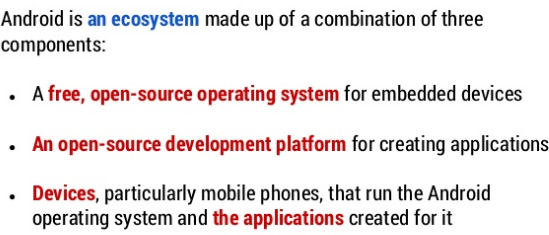 Android is an ecosystem made up of a combination of three
components:
• A free, open-source operating system for embedded devices
• An open-source development platform for creating applications
• Devices, particularly mobile phones, that run the Android
operating system and the applications created for it